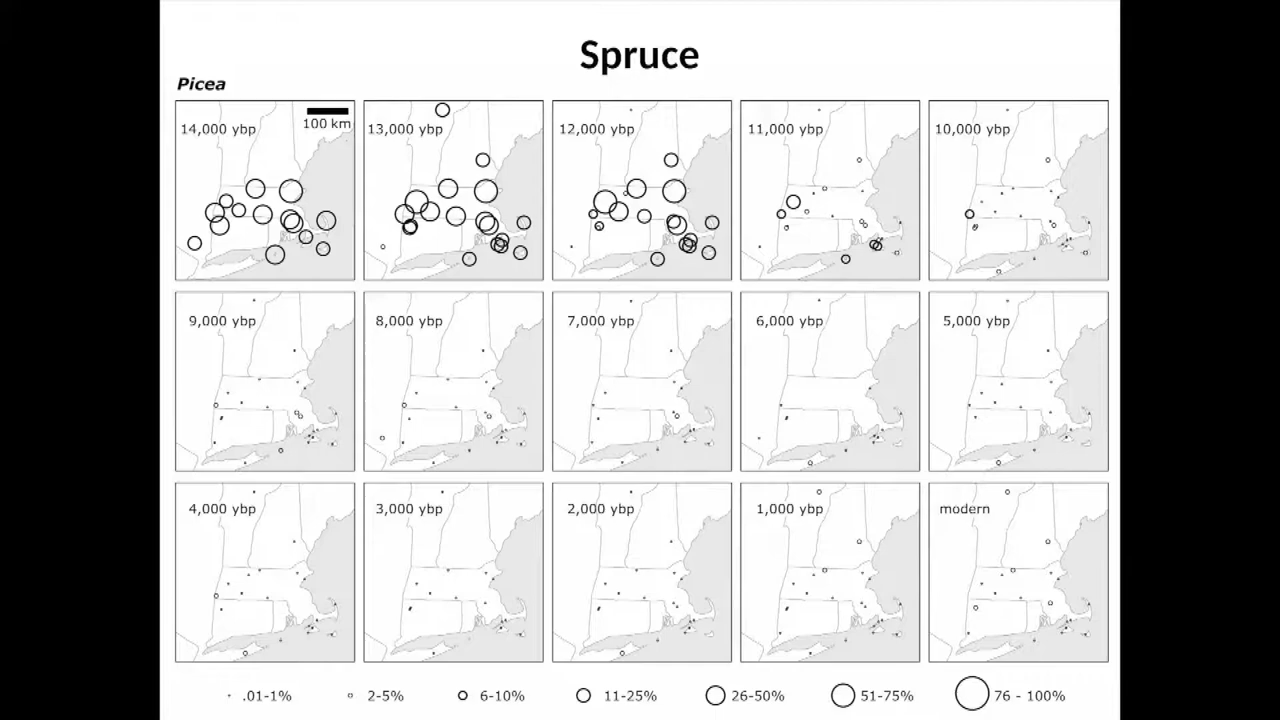 Spruce
Picea
14,000 ybp
100 km
13,000 ybp
12,000 ybp
11,000 ybp
10,000 ybp
9,000 ybp
8,000 ybp
7,000 ybp
6,000 ybp
5,000 ybp
4,000 ybp
3,000 ybp
2,000 ybp
1,000 ybp
modern
.01-1%
2-5%
6-10%
11-25%
26-50%
51-75%
76 - 100%